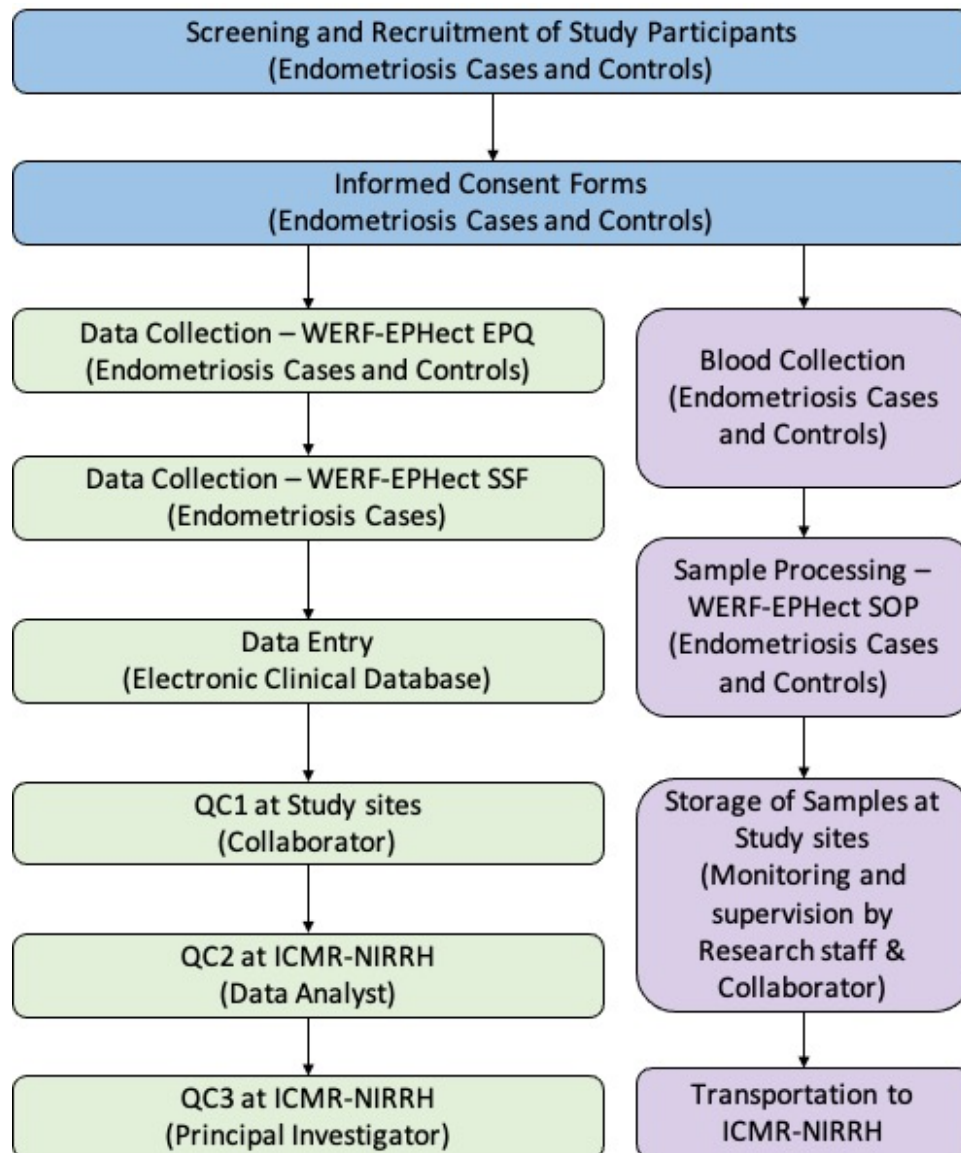 Screening and Recruitment of Study Participants
(Endometriosis Cases and Controls)
Informed Consent Forms
(Endometriosis Cases and Controls)
Data Collection – WERF-EPHect EPQ
(Endometriosis Cases and Controls)
Data Collection – WERF-EPHect SSF
(Endometriosis Cases)
Data Entry
(Electronic Clinical Database)
QC1 at Study sites
(Collaborator)
QC2 at ICMR-NIRRH
(Data Analyst)
QC3 at ICMR-NIRRH
(Principal Investigator)
Blood Collection
(Endometriosis Cases
and Controls)
Sample Processing –
WERF-EPHect SOP
(Endometriosis Cases
and Controls)
Storage of Samples at
Study sites
(Monitoring and
supervision by
Research staff &
Collaborator)
Transportation to
ICMR-NIRRH